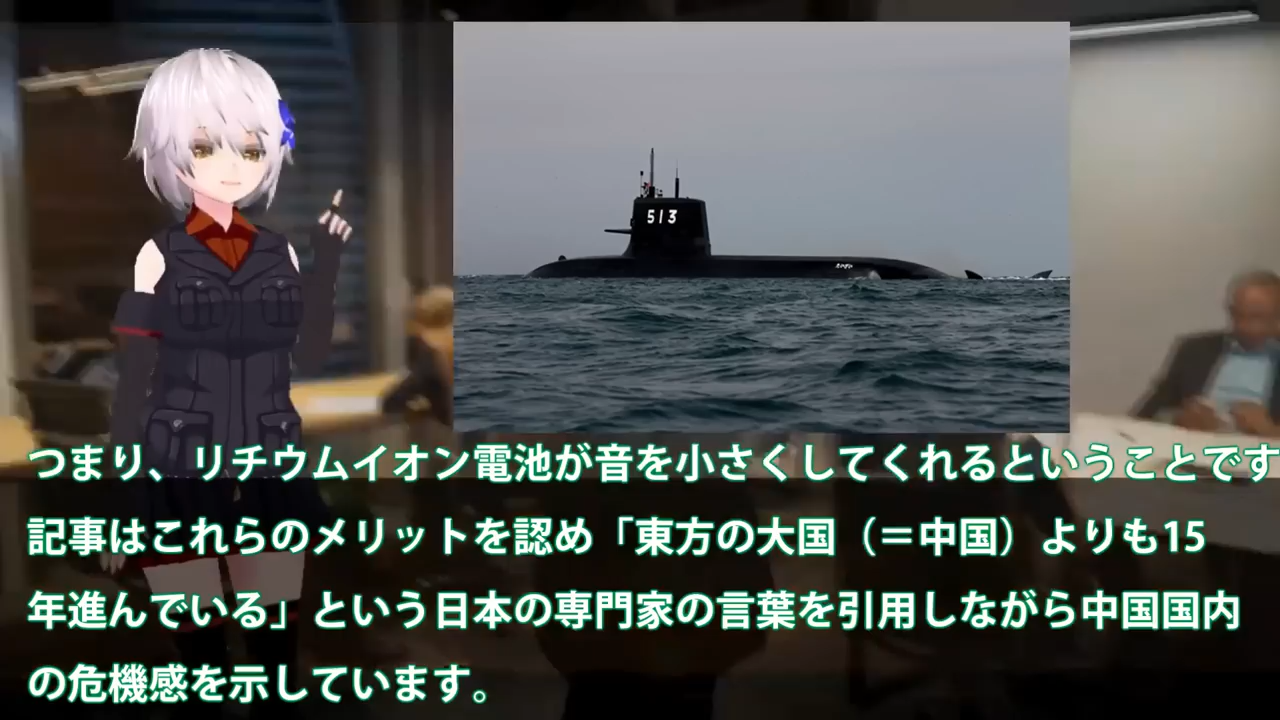 513
つまり、リチウムイオン電池が音を小さくしてくれるということです
記事はこれらのメリットを認め「東方の大国（＝中国）よりも15
年進んでいる」という日本の専門家の言葉を引用しながら中国国内
の危機感を示しています。